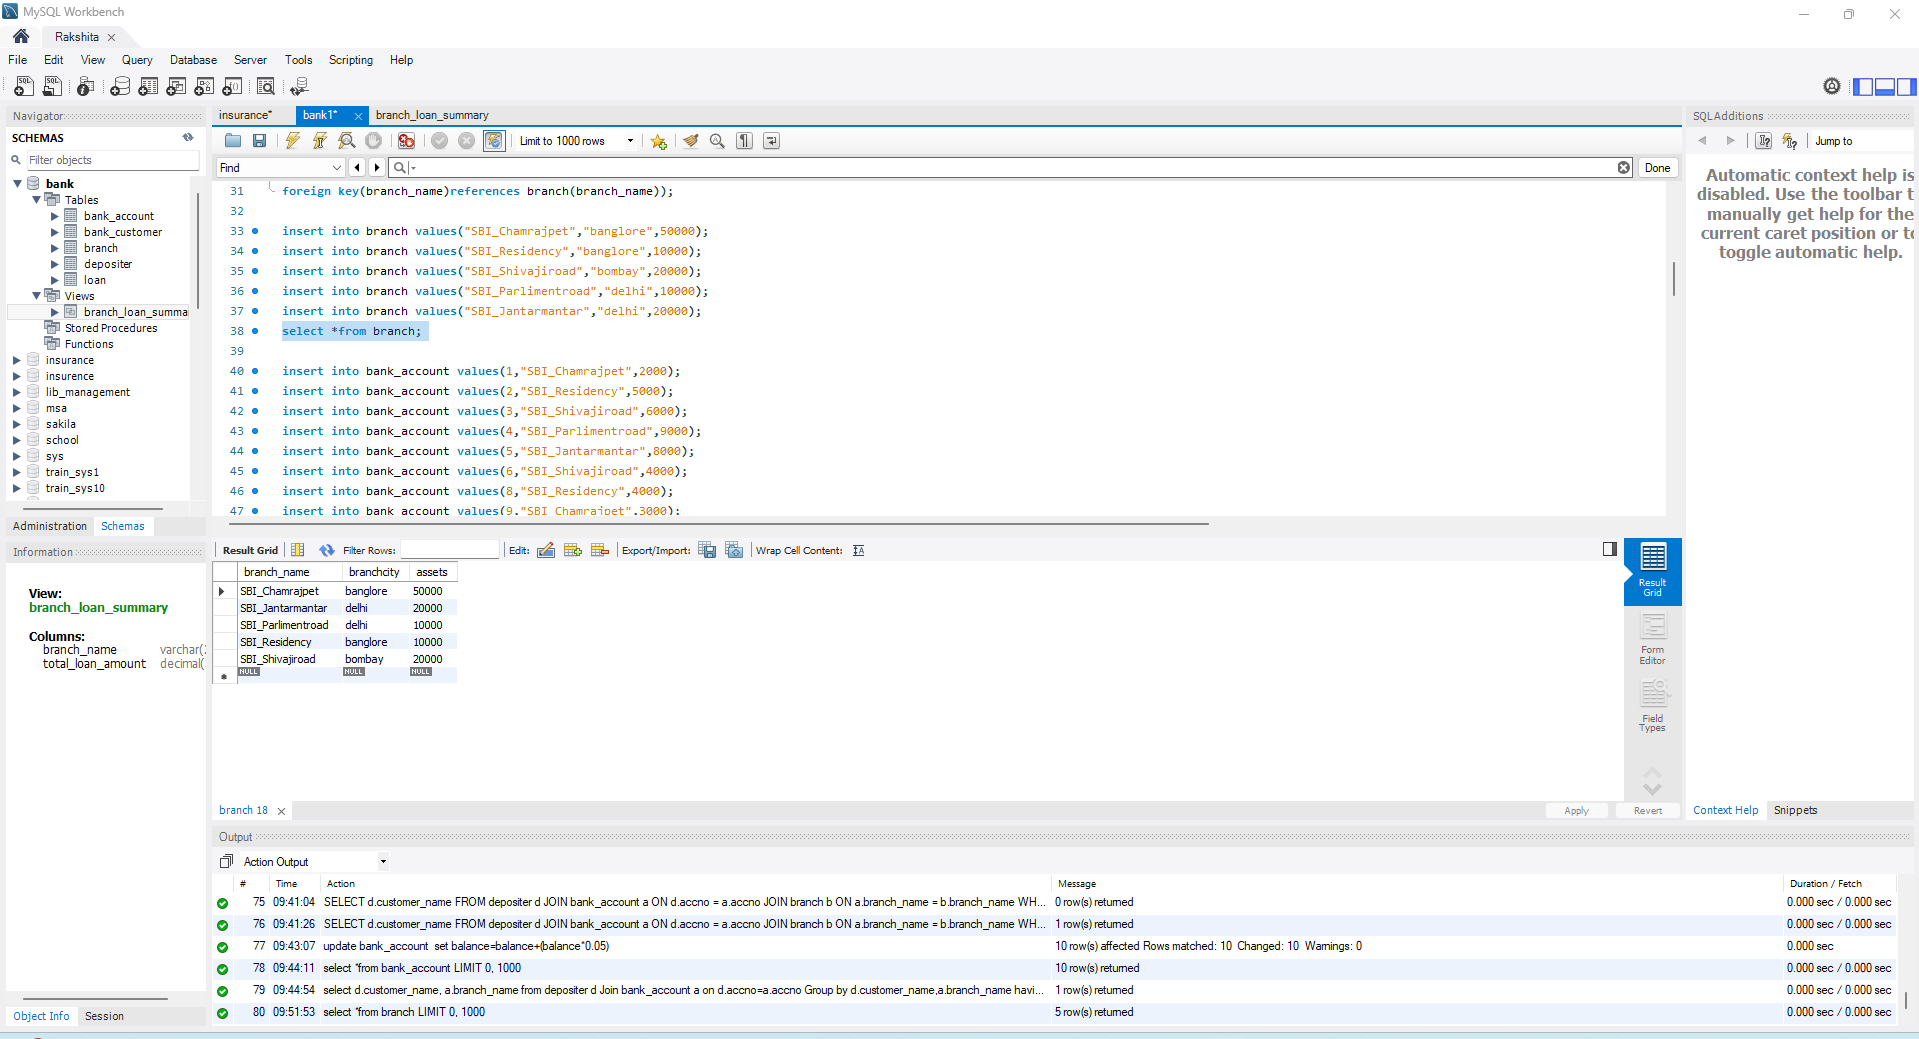 MySQL Workbench
Rakshita
File Edit View Query Database Server Tools Scripting Help
Navigator
SCHEMAS
Filter objects
bank
Tables
bank_account
bank_customer
branch
depositer
loan
Views
branch_loan_summa
Stored Procedures
Functions
insurance
insurence
lib_management
msa
sakila
school
sys
train_sys1
train_sys10
Administration Schemas
Information
View:
branch_loan_summary
Columns:
branch_name varchar(
total_loan_amount decimal(
Object Info Session
insurance* bank1* branch_loan_summary
Limit to 1000 rows
Find Done
31 foreign key(branch_name)references branch(branch_name));
32
33 insert into branch values("SBI_Chamrajpet","banglore",50000);
34 insert into branch values("SBI_Residency","banglore",10000);
35 insert into branch values("SBI_Shivajiroad","bombay",20000);
36 insert into branch values("SBI_Parlimentroad","delhi",10000);
37 insert into branch values("SBI_Jantarmantar","delhi",20000);
38 select *from branch;
39
40 insert into bank_account values(1,"SBI_Chamrajpet",2000);
41 insert into bank_account values(2,"SBI_Residency",5000);
42 insert into bank_account values(3,"SBI_Shivajiroad",6000);
43 insert into bank_account values(4,"SBI_Parlimentroad",9000);
44 insert into bank_account values(5,"SBI_Jantarmantar",8000);
45 insert into bank_account values(6,"SBI_Shivajiroad",4000);
46 insert into bank_account values(8,"SBI_Residency",4000);
47 insert into bank_account values(9,"SBI_Chamrajpet",3000);
Result Grid Filter Rows: Edit: Export/Import: Wrap Cell Content:
branch_name branchcity assets
SBI_Chamrajpet banglore 50000
SBI_Jantarmantar delhi 20000
SBI_Parlimentroad delhi 10000
SBI_Residency banglore 10000
SBI_Shivajiroad bombay 20000
NULL NULL NULL
Result
Grid
Form
Editor
Field
Types
branch 18 Apply Revert
SQLAdditions
Jump to
Automatic context help is
disabled. Use the toolbar t
manually get help for the
current caret position or to
toggle automatic help.
Context Help Snippets
Output
Action Output
# Time Action Message Duration / Fetch
75 09:41:04 SELECT d.customer_name FROM depositer d JOIN bank_account a ON d.accno = a.accno JOIN branch b ON a.branch_name = b.branch_name WH... 0 row(s) returned 0.000 sec / 0.000 sec
76 09:41:26 SELECT d.customer_name FROM depositer d JOIN bank_account a ON d.accno = a.accno JOIN branch b ON a.branch_name = b.branch_name WH... 1 row(s) returned 0.000 sec / 0.000 sec
77 09:43:07 update bank_account set balance=balance+(balance*0.05) 10 row(s) affected Rows matched: 10 Changed: 10 Warnings: 0 0.000 sec
78 09:44:11 select *from bank_account LIMIT 0, 1000 10 row(s) returned 0.000 sec / 0.000 sec
79 09:44:54 select d.customer_name, a.branch_name from depositer d Join bank_account a on d.accno=a.accno Group by d.customer_name,a.branch_name havi... 1 row(s) returned 0.000 sec / 0.000 sec
80 09:51:53 select *from branch LIMIT 0, 1000 5 row(s) returned 0.000 sec / 0.000 sec